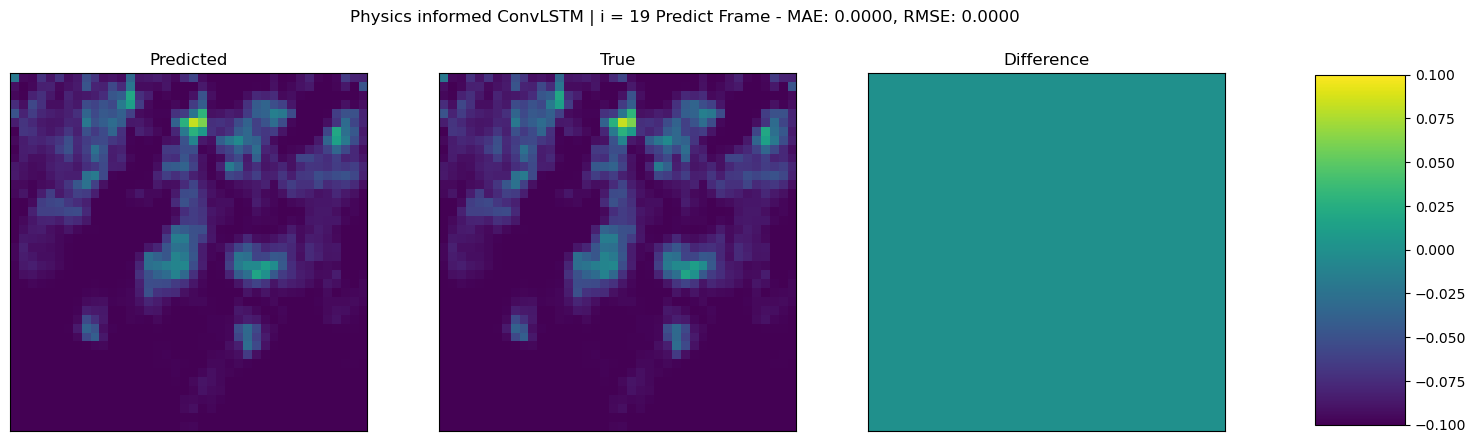 Physics informed ConvLSTM | i = 19 Predict Frame - MAE: 0.0000, RMSE: 0.0000
Predicted
True
Difference
0.100
0.075
0.050
0.025
0.000
−0.025
−0.050
−0.075
−0.100